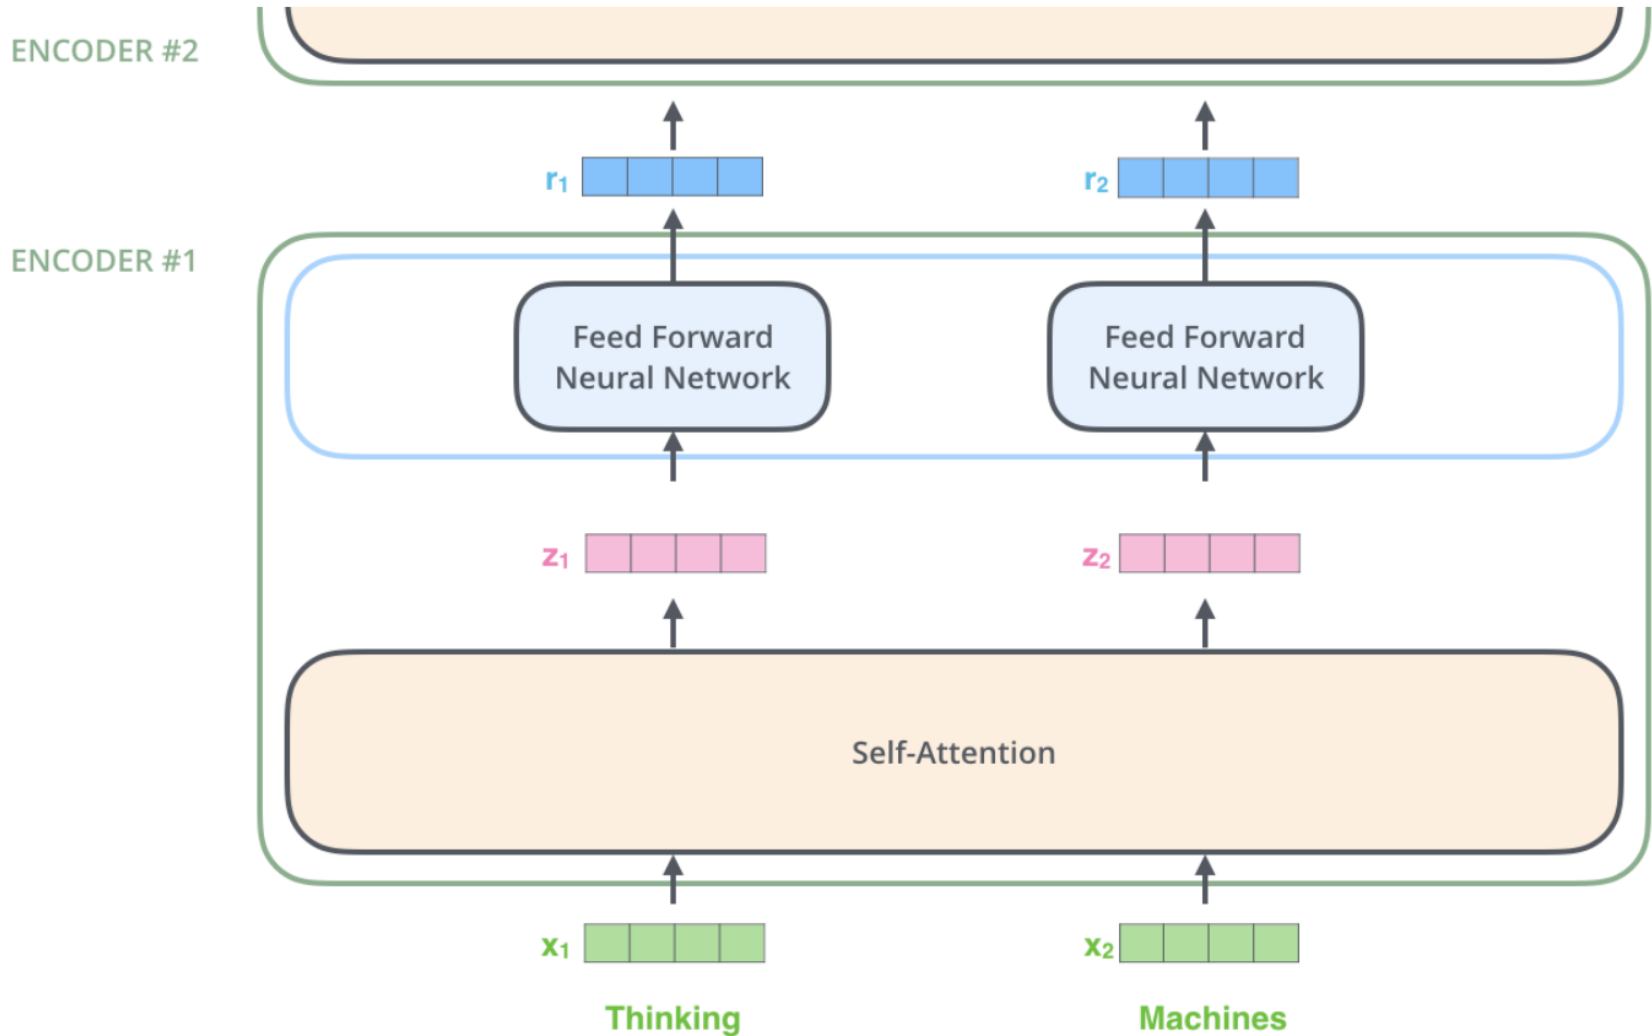 ENCODER #2
r₁
r₂
ENCODER #1
Feed Forward
Neural Network
Feed Forward
Neural Network
z₁
z₂
Self-Attention
x₁
x₂
Thinking
Machines